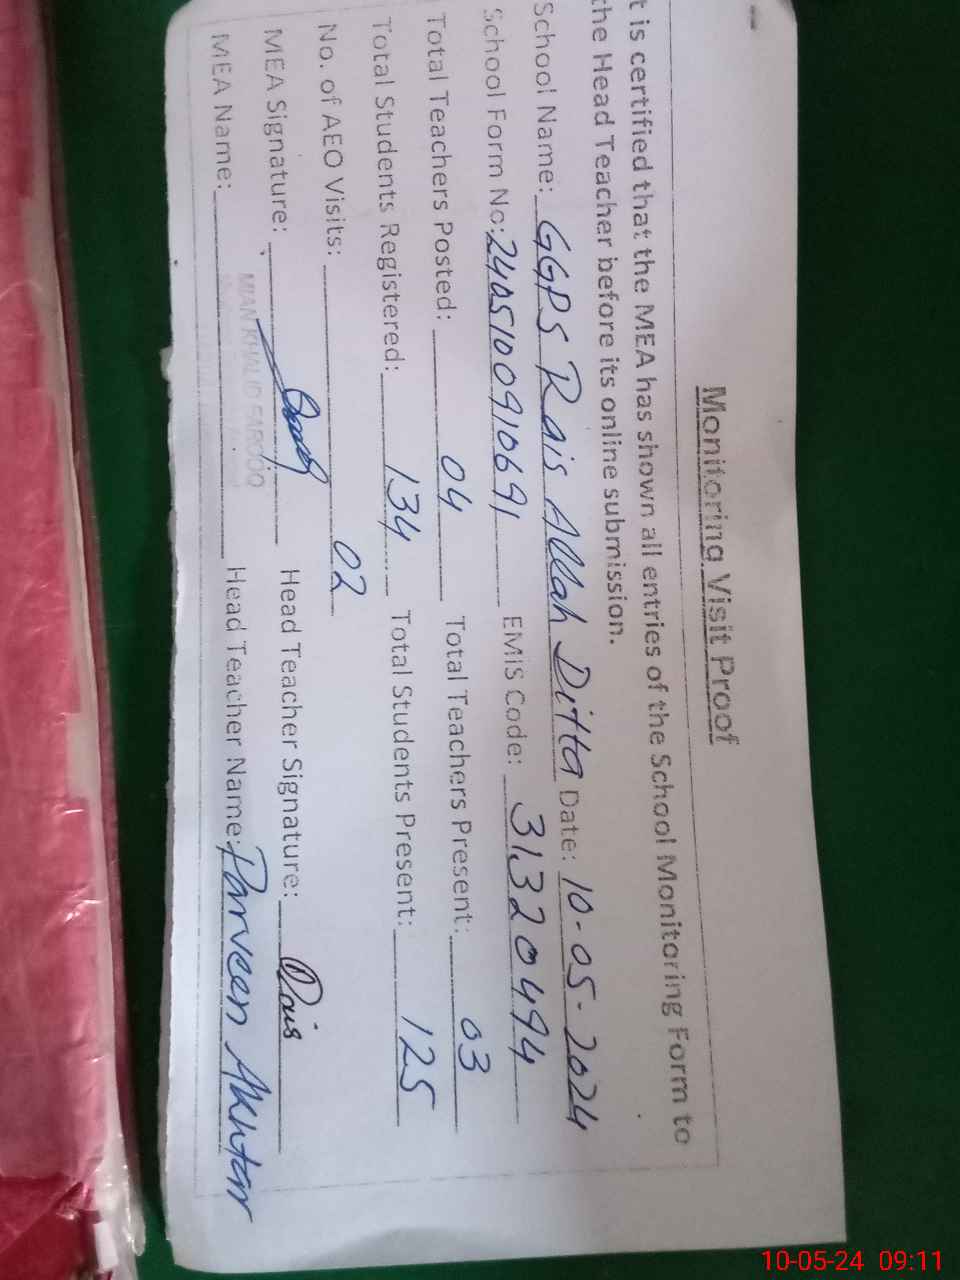 Monitoring Visit Proof
t is certified that the MEA has shown all entries of the School Monitoring Form to
the Head Teacher before its online submission.
School Name: GGPS Rais Allah Ditta Date: 10-05-2024
School Form No: 2405100910691 EMIS Code: 31320494
Total Teachers Posted: 04 Total Teachers Present: 03
Total Students Registered: 134 Total Students Present: 125
No. of AEO Visits: 02
MEA Signature: Head Teacher Signature:
MIAN KHALID FAROOQ
MEA Name: Head Teacher Name: Parveen Akhtar
10-05-24 09:11